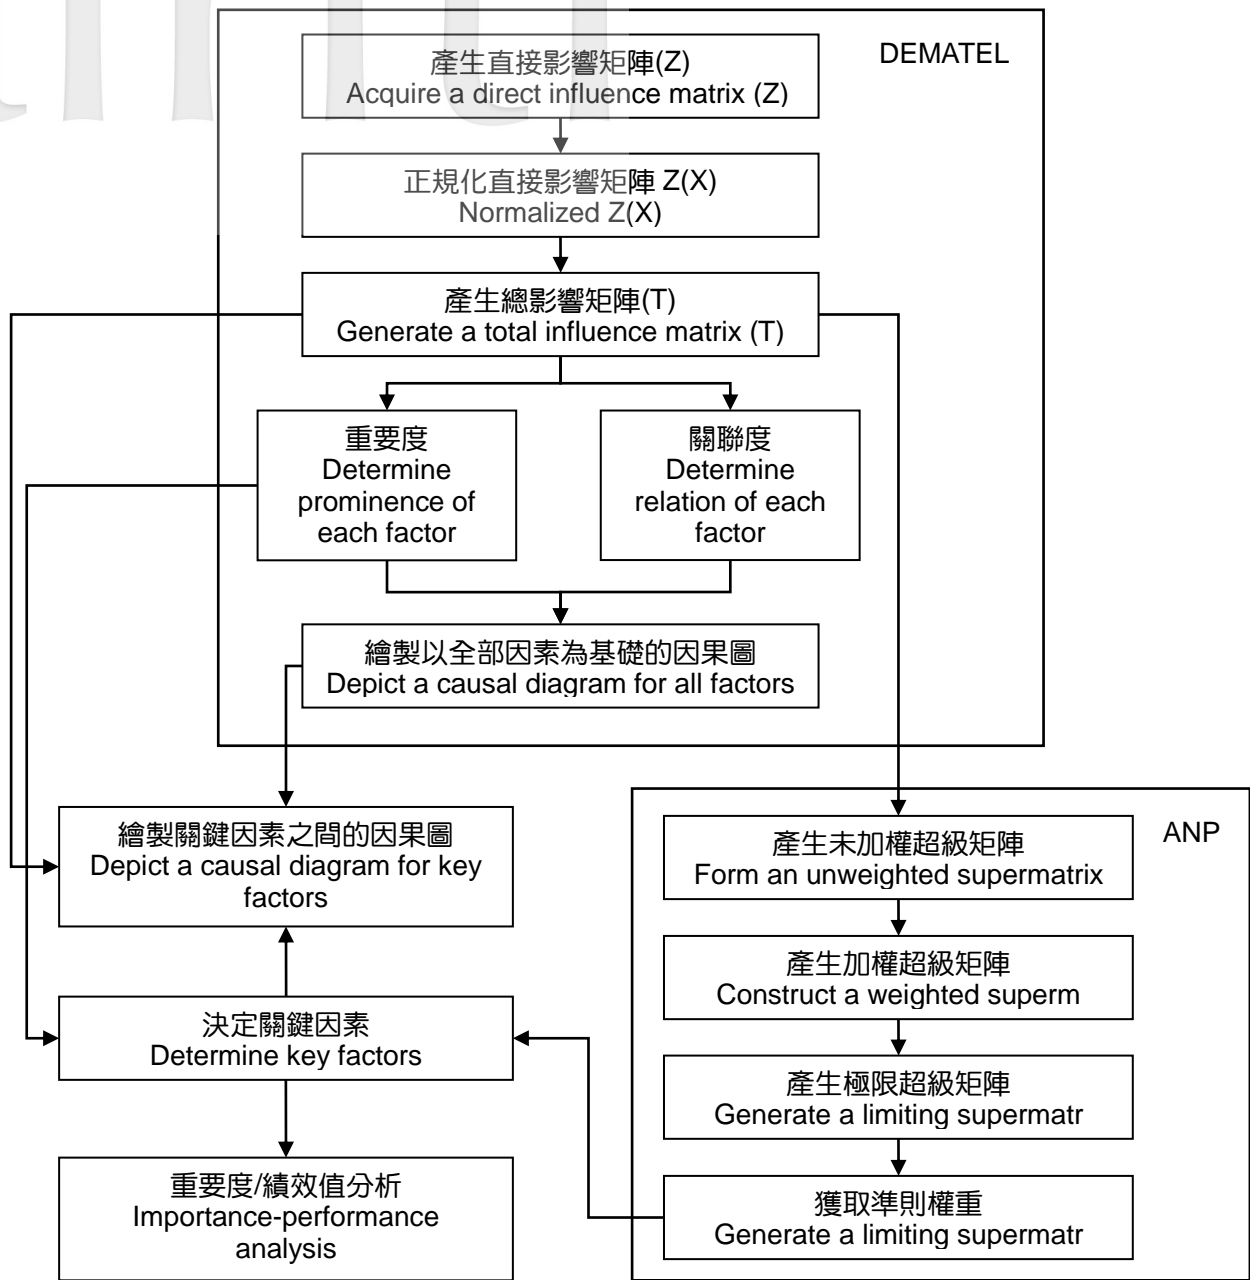 DEMATEL
產生直接影響矩陣(Z)
Acquire a direct influence matrix (Z)
正規化直接影響矩陣 Z(X)
Normalized Z(X)
產生總影響矩陣(T)
Generate a total influence matrix (T)
重要度
Determine
prominence of
each factor
關聯度
Determine
relation of each
factor
繪製以全部因素為基礎的因果圖
Depict a causal diagram for all factors
繪製關鍵因素之間的因果圖
Depict a causal diagram for key
factors
決定關鍵因素
Determine key factors
重要度/績效值分析
Importance-performance
analysis
ANP
產生未加權超級矩陣
Form an unweighted supermatrix
產生加權超級矩陣
Construct a weighted superm
產生極限超級矩陣
Generate a limiting supermatr
獲取準則權重
Generate a limiting supermatr